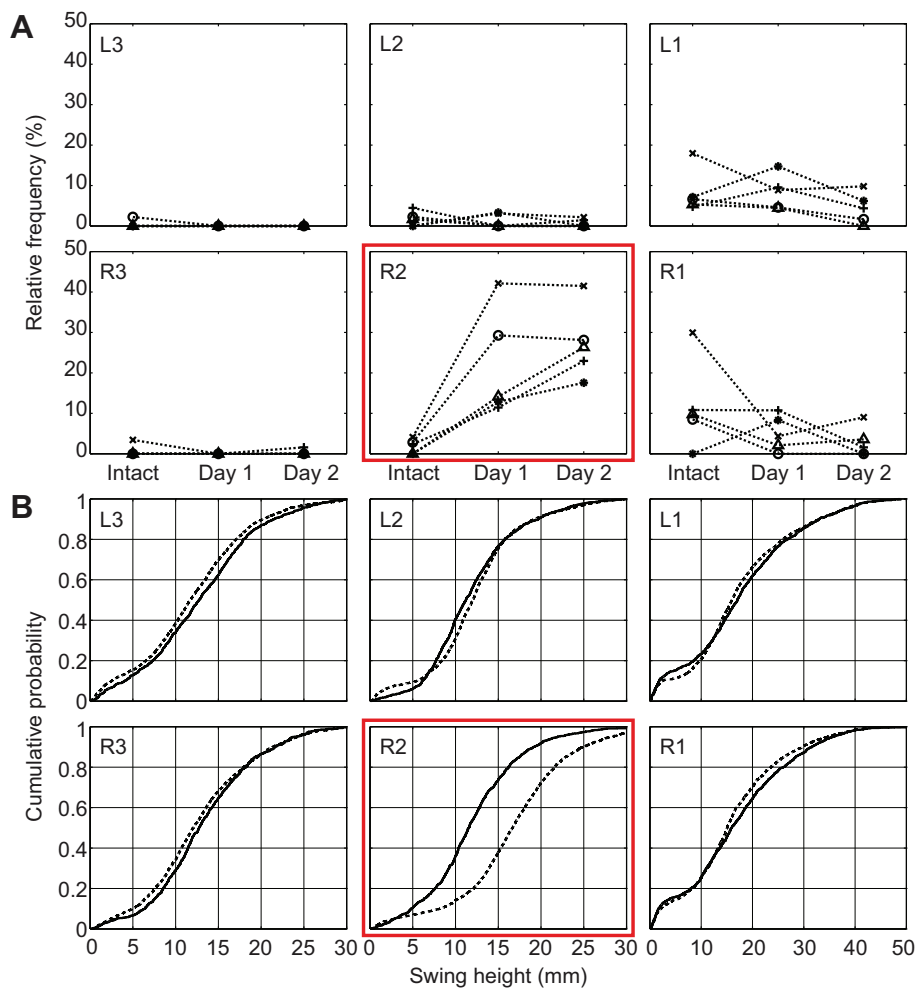 A
L3
L2
L1
50
40
30
20
10
0
R3
R2
R1
50
40
30
20
10
0
Relative frequency (%)
Intact Day 1 Day 2 Intact Day 1 Day 2 Intact Day 1 Day 2
B
L3
L2
L1
1
0.8
0.6
0.4
0.2
0
R3
R2
R1
1
0.8
0.6
0.4
0.2
0
Cumulative probability
0 5 10 15 20 25 30 0 5 10 15 20 25 30 0 10 20 30 40 50
Swing height (mm)